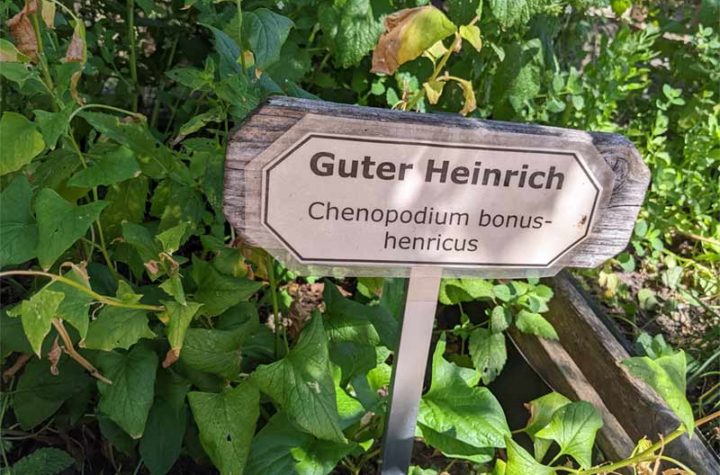 Guter Heinrich
Chenopodium bonus-
henricus